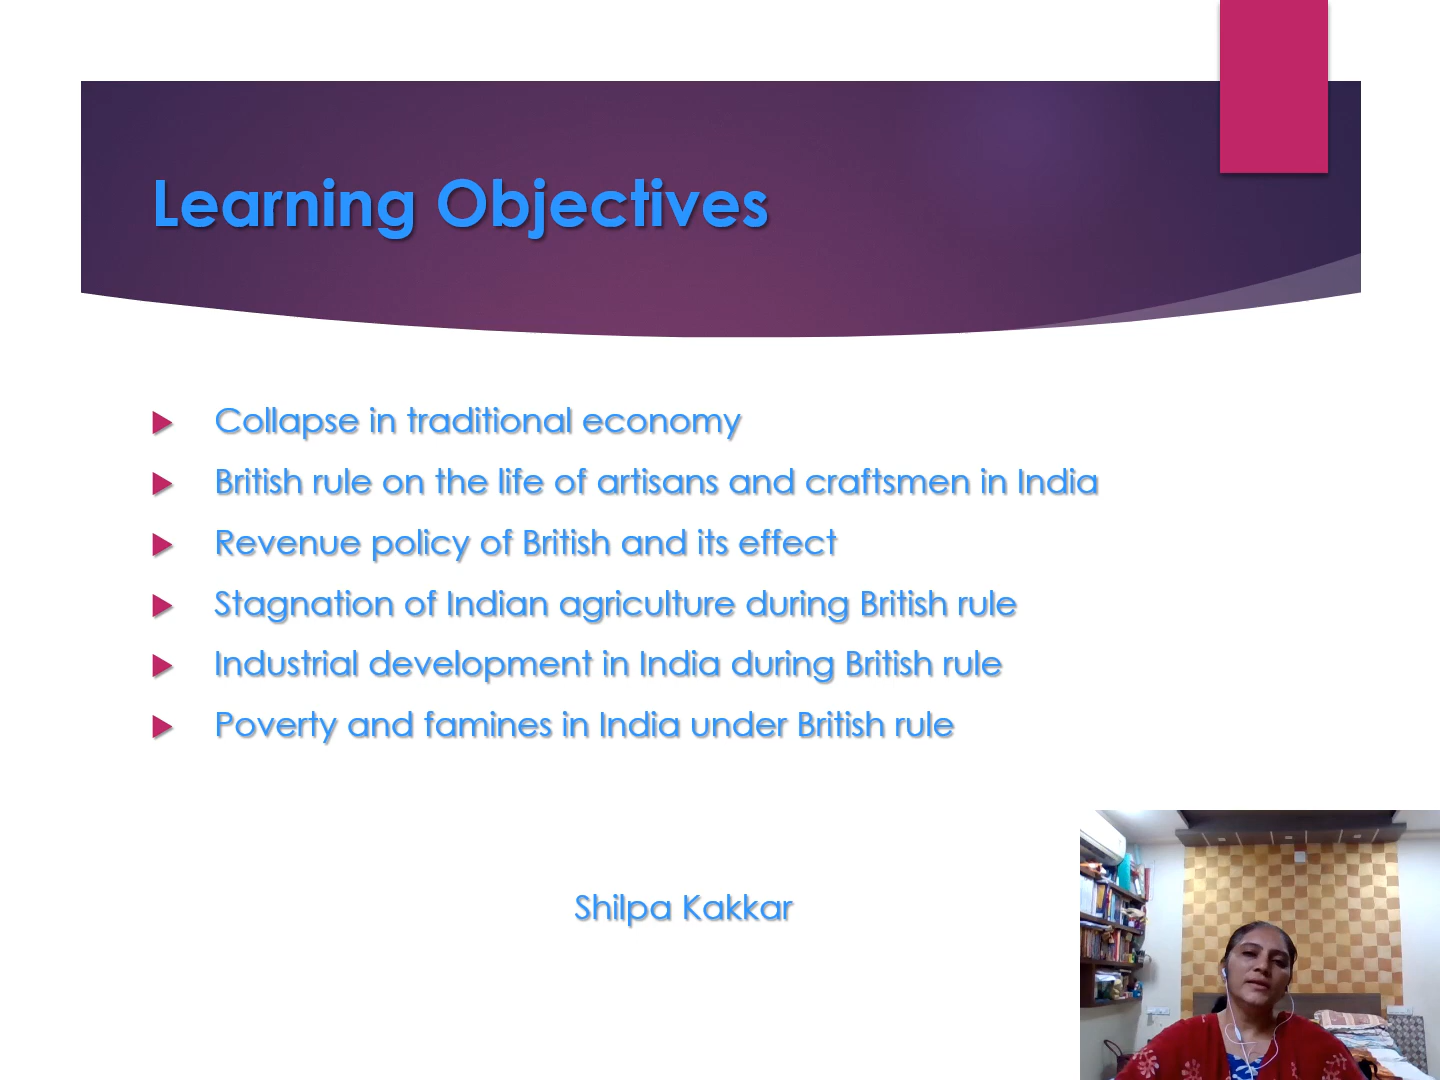 Learning Objectives
Collapse in traditional economy
British rule on the life of artisans and craftsmen in India
Revenue policy of British and its effect
Stagnation of Indian agriculture during British rule
Industrial development in India during British rule
Poverty and famines in India under British rule
Shilpa Kakkar